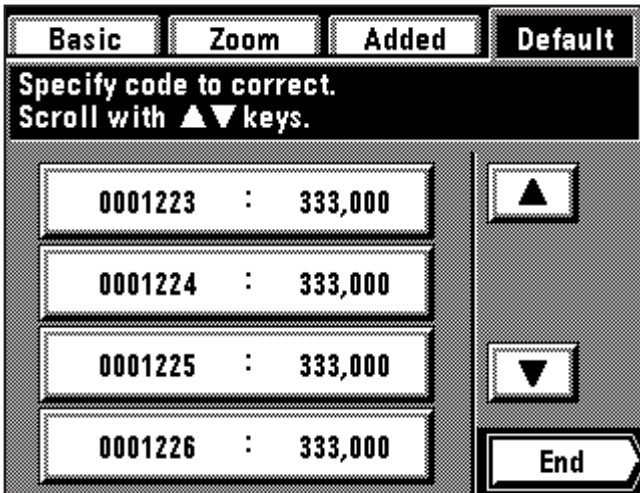 Basic Zoom Added Default
Specify code to correct.
Scroll with ▲▼ keys.
0001223 : 333,000
0001224 : 333,000
0001225 : 333,000
0001226 : 333,000
End